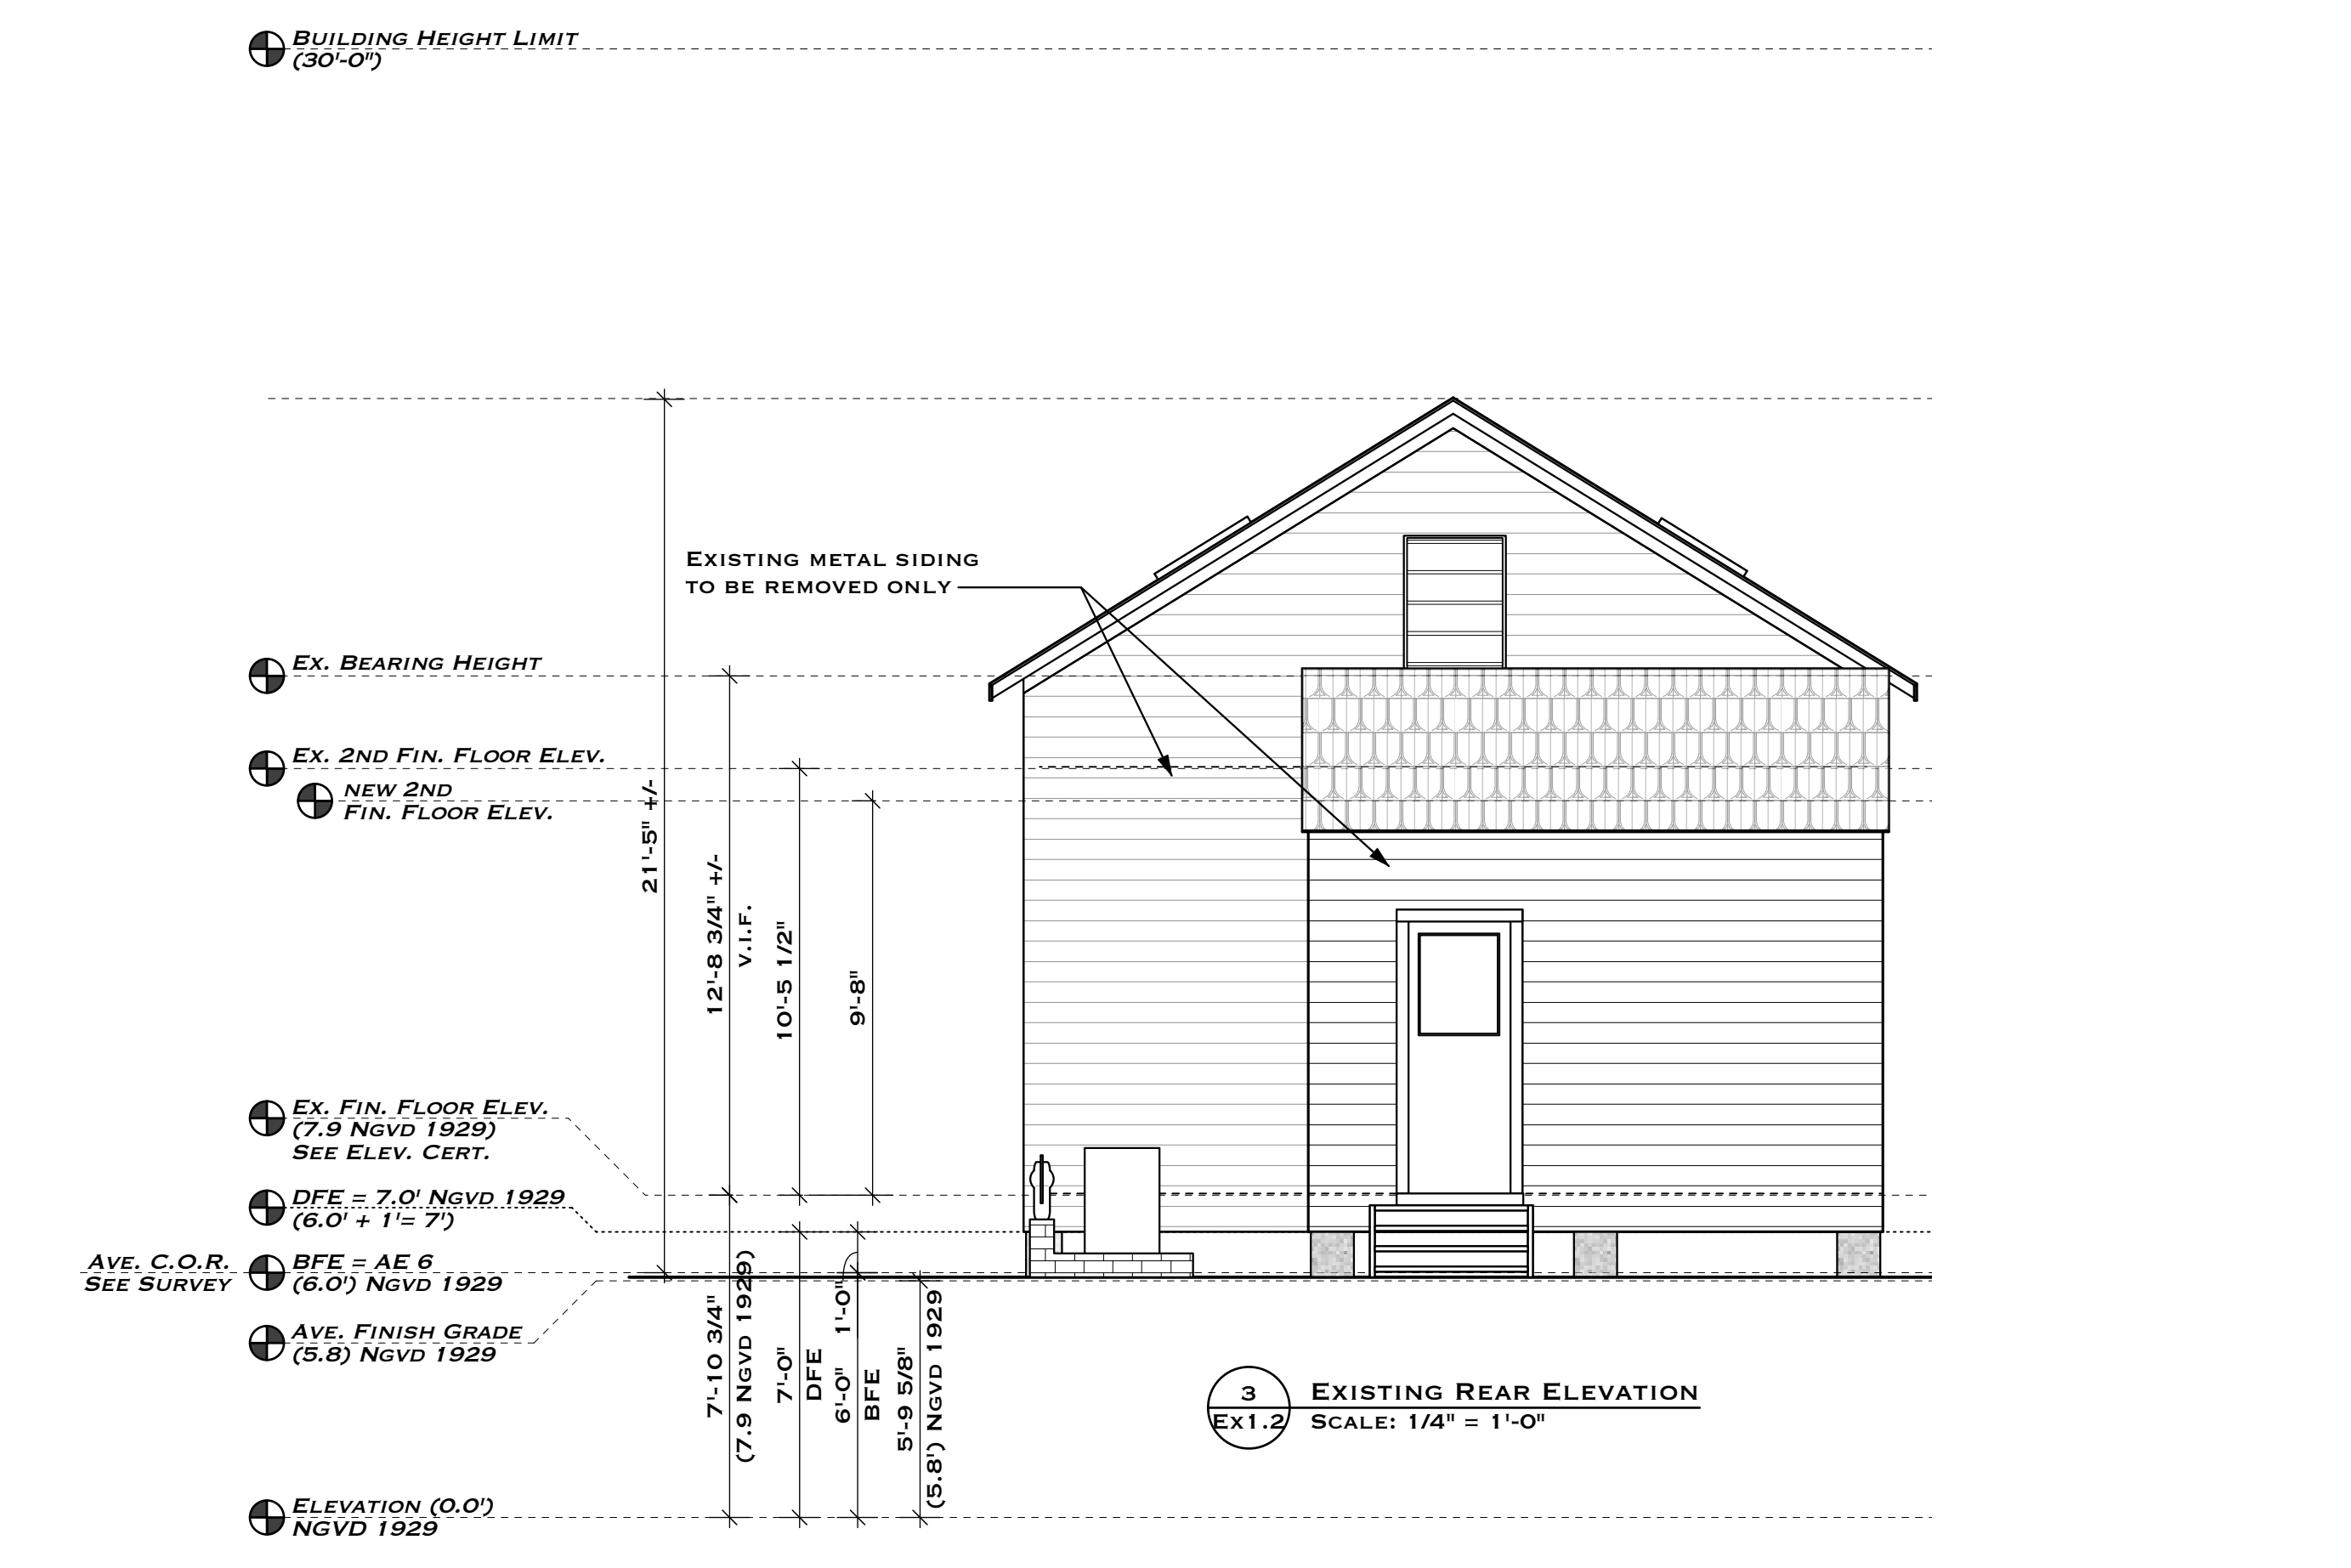 Building Height Limit
(30'-0")
Existing metal siding
to be removed only
Ex. Bearing Height
Ex. 2nd Fin. Floor Elev.
new 2nd
Fin. Floor Elev.
21'-5" +/-
12'-8 3/4" +/-
V.I.F.
10'-5 1/2"
9'-8"
Ex. Fin. Floor Elev.
(7.9 Ngvd 1929)
See Elev. Cert.
DFE = 7.0' Ngvd 1929
(6.0' + 1'= 7')
Ave. C.O.R.
See Survey
BFE = AE 6
(6.0') Ngvd 1929
Ave. Finish Grade
(5.8) Ngvd 1929
7'-10 3/4"
(7.9 Ngvd 1929)
7'-0"
DFE
1'-0"
6'-0"
BFE
5'-9 5/8"
(5.8') Ngvd 1929
3
Ex1.2
Existing Rear Elevation
Scale: 1/4" = 1'-0"
Elevation (0.0')
NGVD 1929